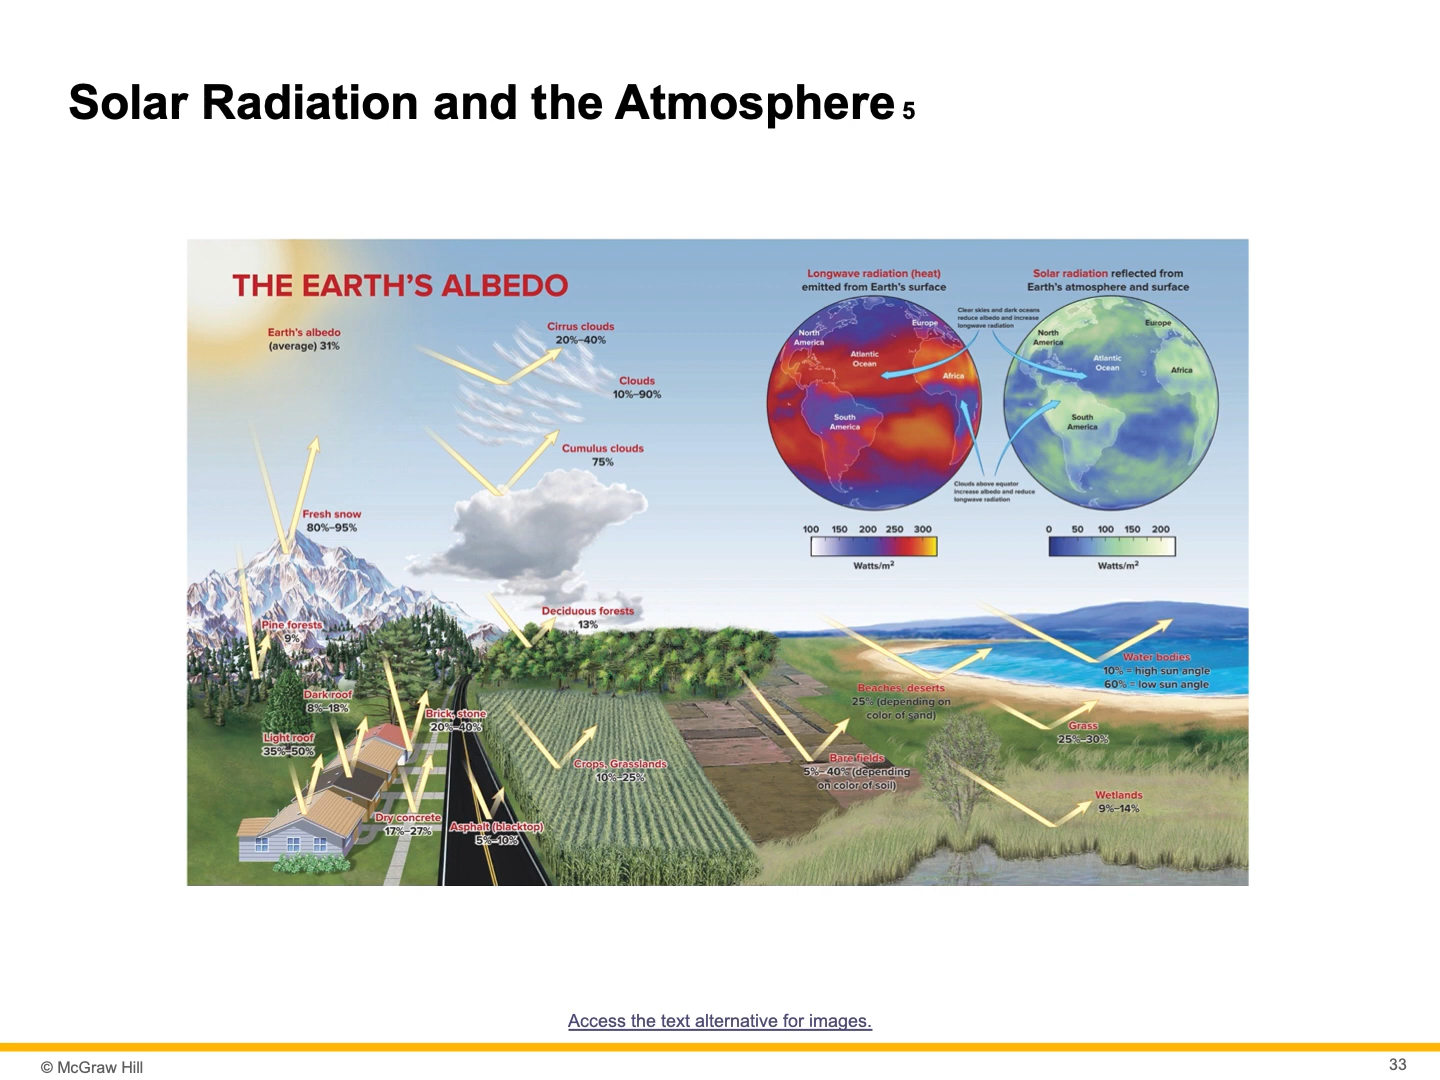 Solar Radiation and the Atmosphere 5
THE EARTH'S ALBEDO
Earth's albedo
(average) 31%
Cirrus clouds
20%–40%
Clouds
10%–90%
Cumulus clouds
75%
Fresh snow
80%–95%
Pine forests
9%
Deciduous forests
13%
Dark roof
8%–18%
Light roof
35%–50%
Brick, stone
20%–40%
Dry concrete
17%–27%
Asphalt (blacktop)
5%–10%
Crops, Grasslands
10%–25%
Bare fields
5%–40% (depending
on color of soil)
Beaches, deserts
25% (depending on
color of sand)
Water bodies
10% = high sun angle
60% = low sun angle
Grass
25%–30%
Wetlands
9%–14%
Longwave radiation (heat)
emitted from Earth's surface
North
America
Europe
Atlantic
Ocean
Africa
South
America
100 150 200 250 300
Watts/m²
Clear skies and dark oceans
reduce albedo and increase
longwave radiation
Clouds above equator
increase albedo and reduce
longwave radiation
Solar radiation reflected from
Earth's atmosphere and surface
North
America
Europe
Atlantic
Ocean
Africa
South
America
0 50 100 150 200
Watts/m²
Access the text alternative for images.
© McGraw Hill
33